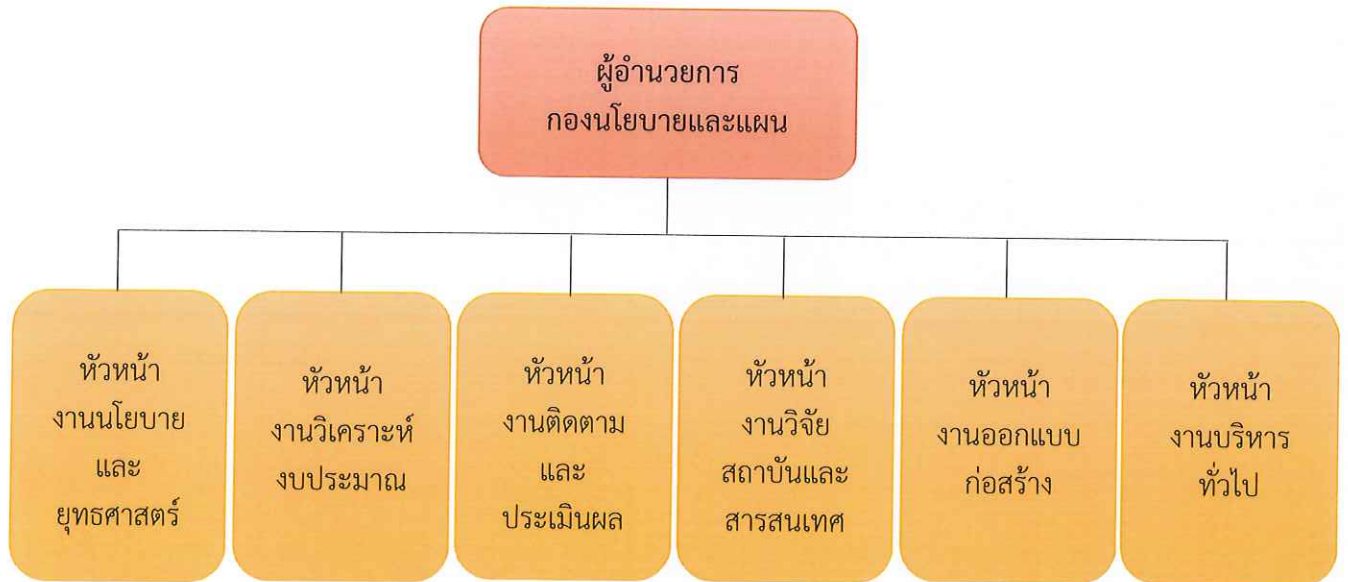 ผู้อำนวยการ
กองนโยบายและแผน
หัวหน้า
งานนโยบาย
และ
ยุทธศาสตร์
หัวหน้า
งานวิเคราะห์
งบประมาณ
หัวหน้า
งานติดตาม
และ
ประเมินผล
หัวหน้า
งานวิจัย
สถาบันและ
สารสนเทศ
หัวหน้า
งานออกแบบ
ก่อสร้าง
หัวหน้า
งานบริหาร
ทั่วไป